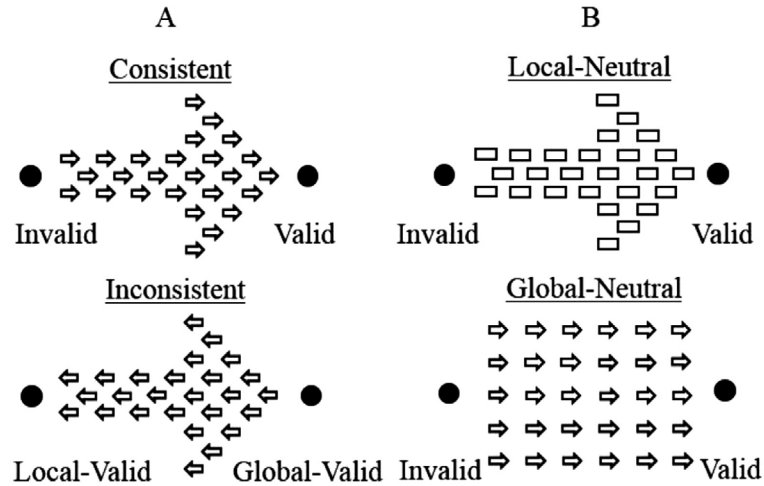 A
B
Consistent
Local-Neutral
Invalid
Valid
Invalid
Valid
Inconsistent
Global-Neutral
Local-Valid
Global-Valid
Invalid
Valid